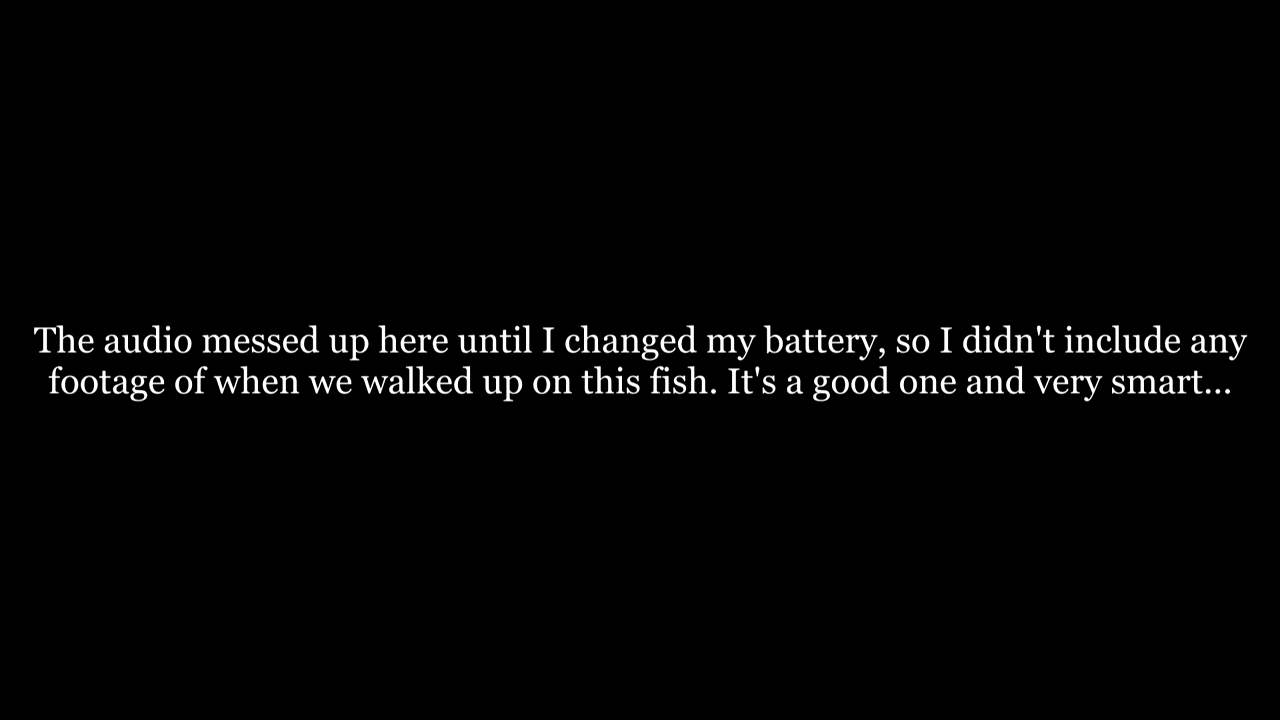 The audio messed up here until I changed my battery, so I didn't include any
footage of when we walked up on this fish. It's a good one and very smart...